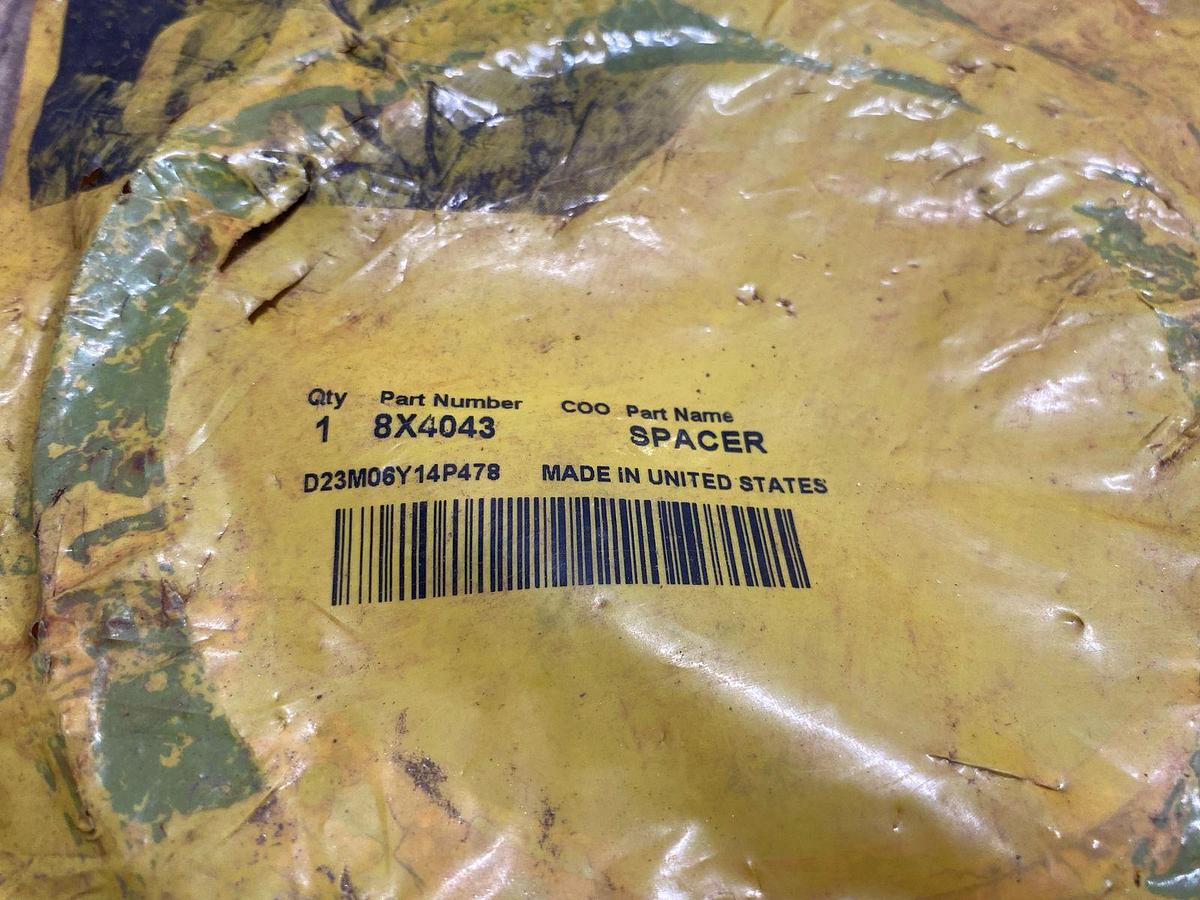 Qty Part Number COO Part Name
1 8X4043 SPACER
D23M06Y14P478 MADE IN UNITED STATES